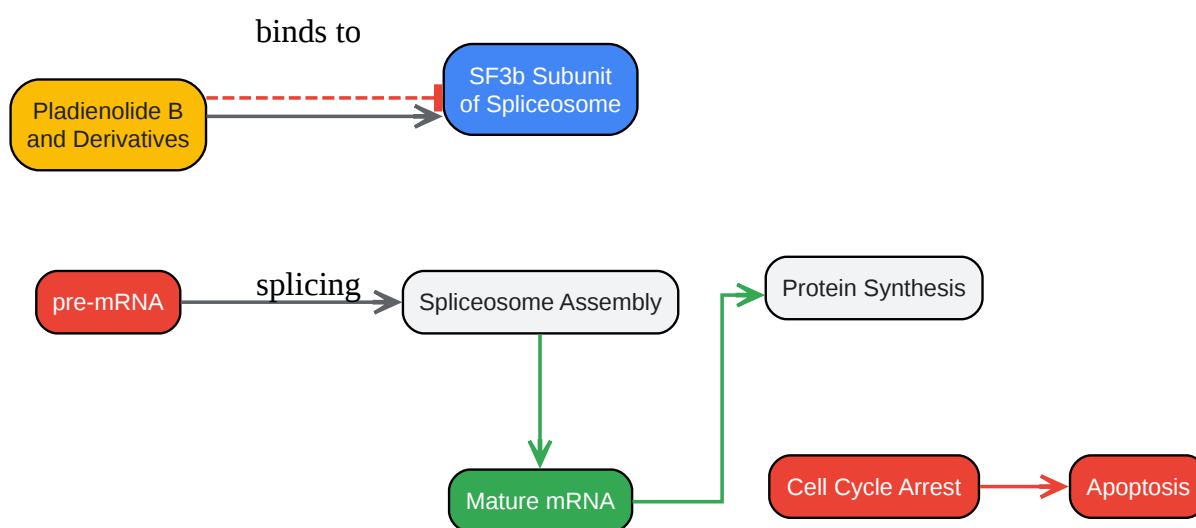 binds to
SF3b Subunit
of Spliceosome
Pladienolide B
and Derivatives
pre-mRNA
splicing
Spliceosome Assembly
Protein Synthesis
Mature mRNA
Cell Cycle Arrest
Apoptosis